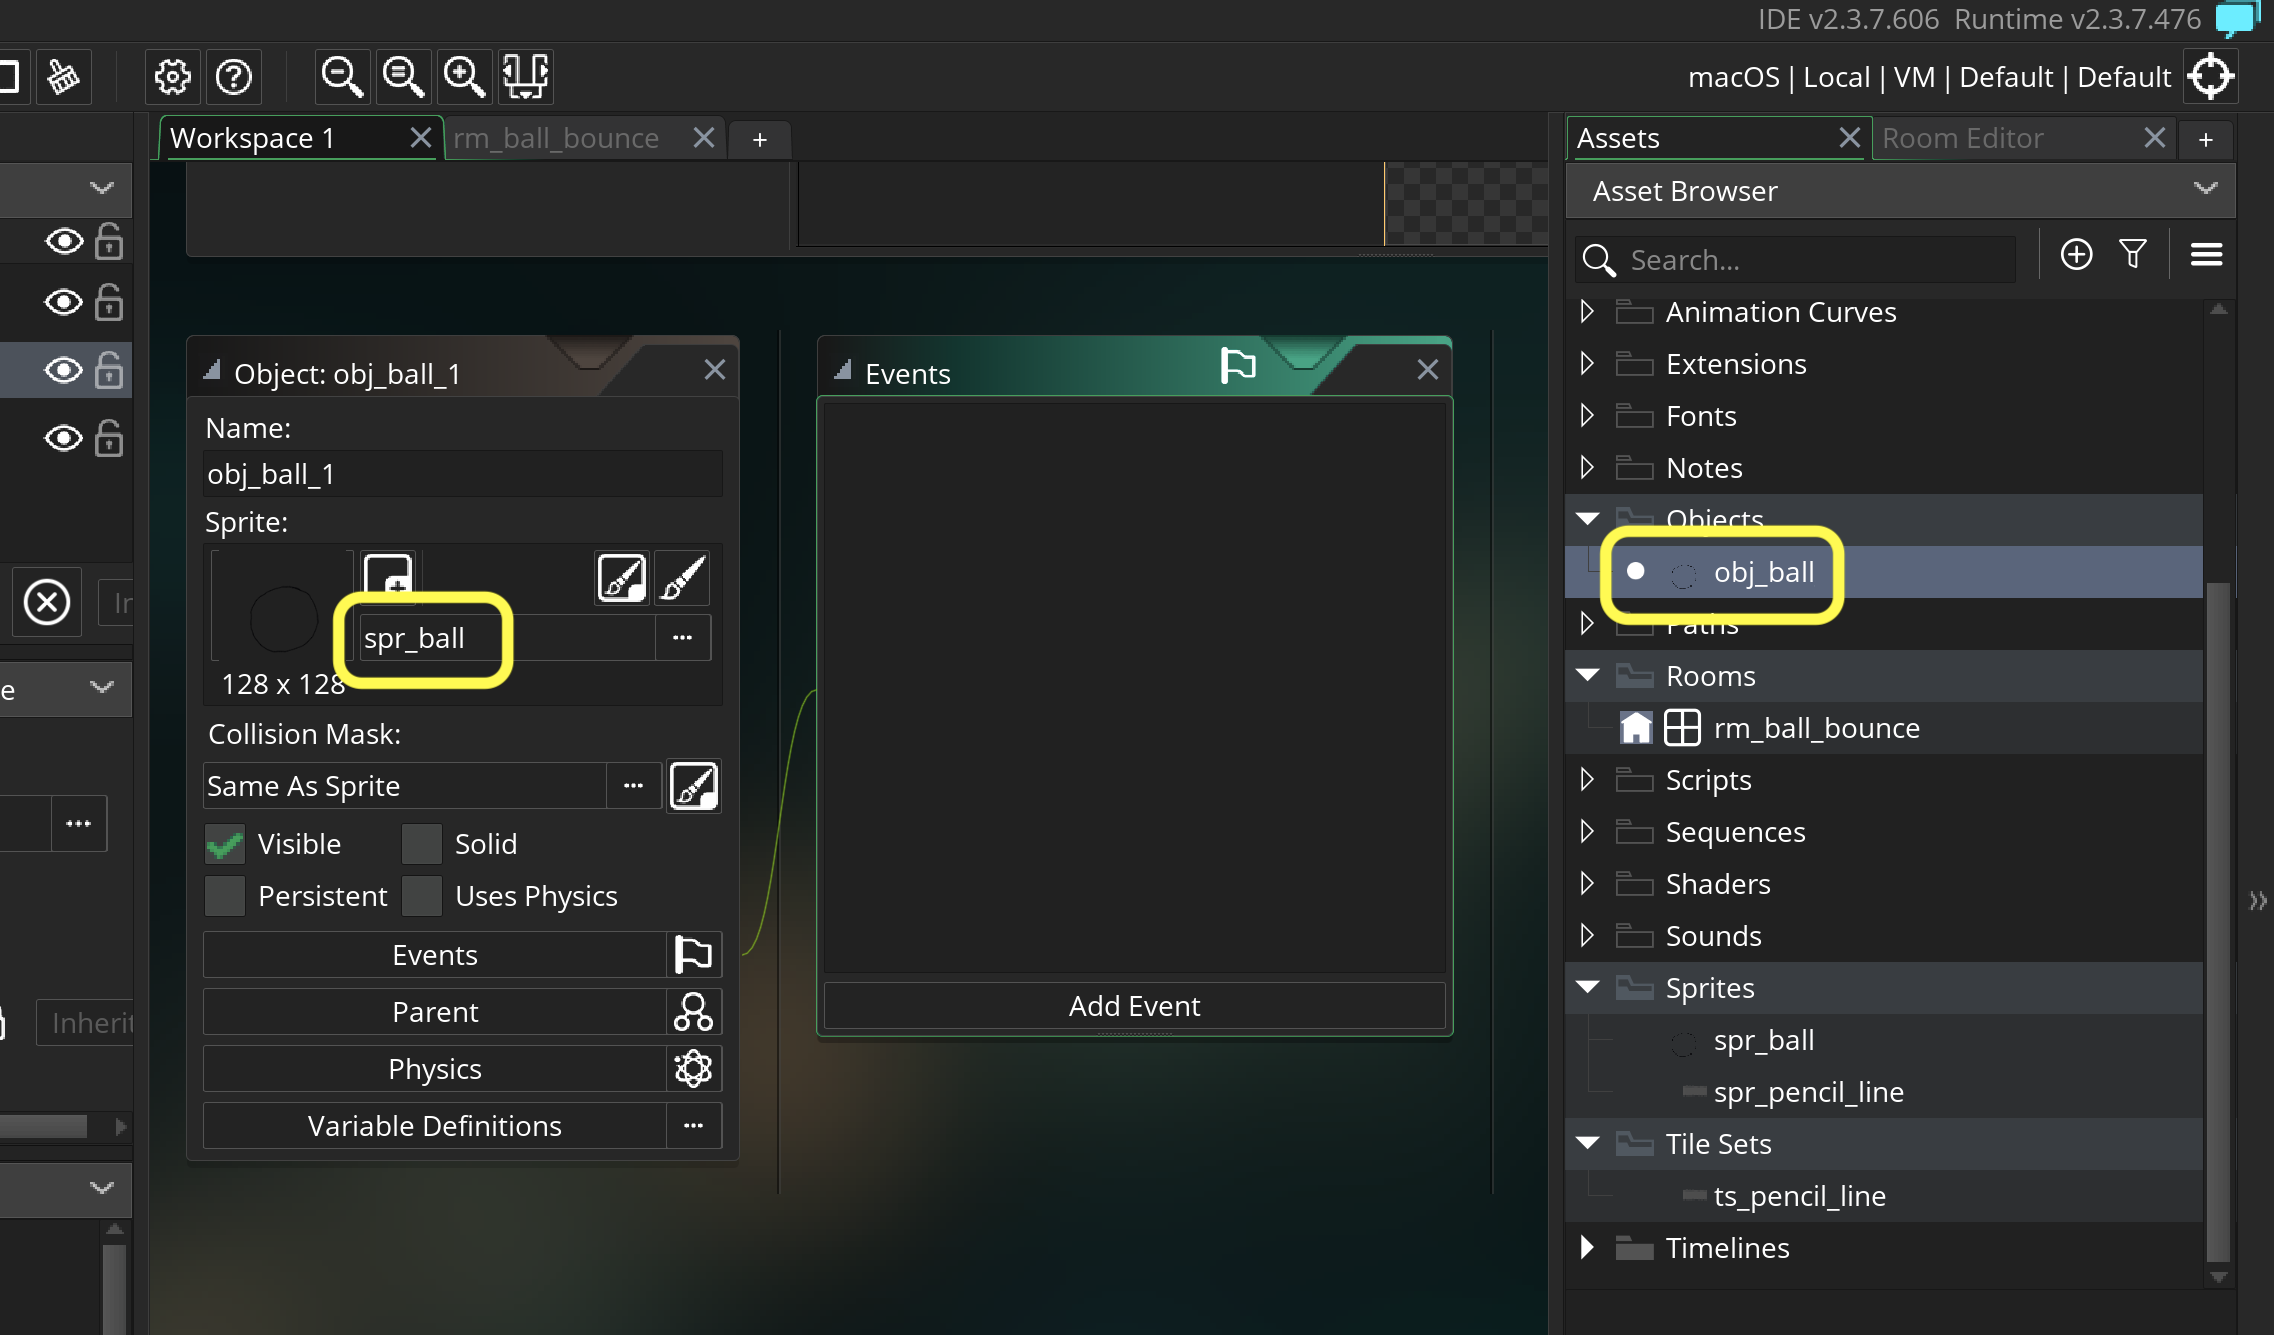 IDE v2.3.7.606 Runtime v2.3.7.476
macOS | Local | VM | Default | Default
Workspace 1
rm_ball_bounce
+
Assets
Room Editor
+
Asset Browser
Search...
Animation Curves
Extensions
Fonts
Notes
Objects
obj_ball
Paths
Rooms
rm_ball_bounce
Scripts
Sequences
Shaders
Sounds
Sprites
spr_ball
spr_pencil_line
Tile Sets
ts_pencil_line
Timelines
Object: obj_ball_1
Name:
obj_ball_1
Sprite:
spr_ball
...
128 x 128
Collision Mask:
Same As Sprite
...
Visible
Solid
Persistent
Uses Physics
Events
Parent
Physics
Variable Definitions
...
Events
Add Event
e
...
Inherit